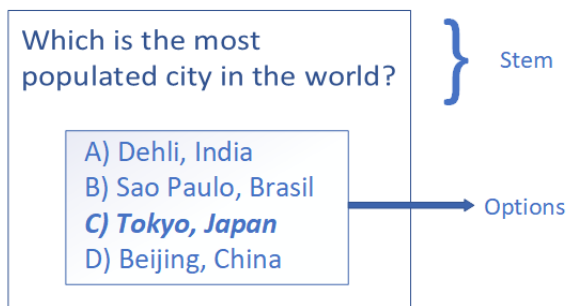 Which is the most
populated city in the world?
Stem
A) Dehli, India
B) Sao Paulo, Brasil
C) Tokyo, Japan
D) Beijing, China
Options